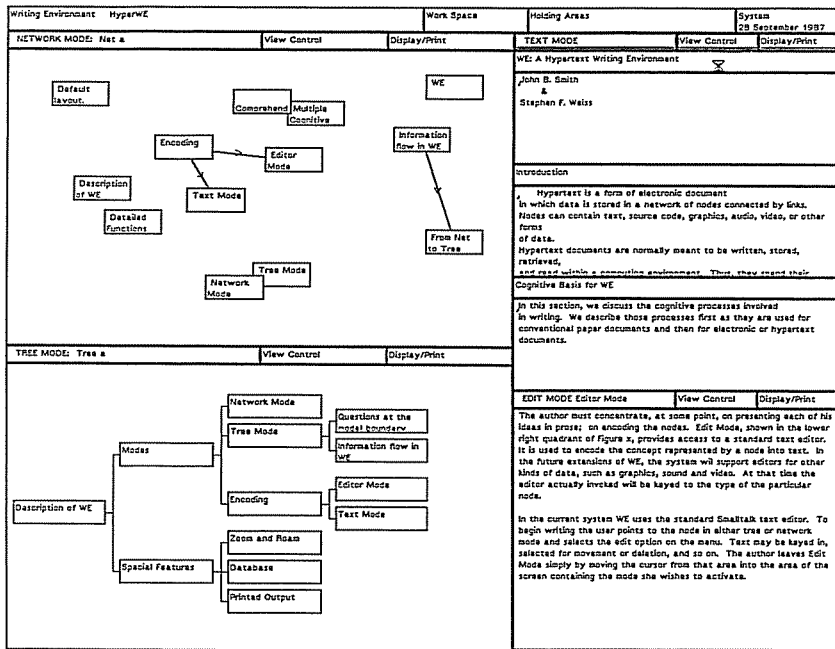 Writing Environment HyperWE
Work Space
Holding Areas
System
28 September 1987
NETWORK MODE: Net a
View Control
Display/Print
Default
layout.
Comprehend
Multiple
Cognitive
WE
Encoding
Editor
Mode
Information
flow in WE
Description
of WE
Text Mode
Detailed
Functions
From Net
to Tree
Tree Mode
Network
Mode
TREE MODE: Tree a
View Control
Display/Print
Network Mode
Tree Mode
Questions at the
modal boundary
Information flow in
WE
Modes
Encoding
Editor Mode
Text Mode
Description of WE
Zoom and Roam
Special Features
Database
Printed Output
TEXT MODE
View Control
Display/Print
WE: A Hypertext Writing Environment
John B. Smith
&
Stephen F. Weiss
Introduction
Hypertext is a form of electronic document
in which data is stored in a network of nodes connected by links.
Nodes can contain text, source code, graphics, audio, video, or other
forms
of data.
Hypertext documents are normally meant to be written, stored,
retrieved,
and read within a computing environment. Thus, they spend their
Cognitive Basis for WE
In this section, we discuss the cognitive processes involved
in writing. We describe those processes first as they are used for
conventional paper documents and then for electronic or hypertext
documents.
EDIT MODE Editor Mode
View Control
Display/Print
The author must concentrate, at some point, on presenting each of his
ideas in prose; on encoding the nodes. Edit Mode, shown in the lower
right quadrant of Figure x, provides access to a standard text editor.
It is used to encode the concept represented by a node into text. In
the future extensions of WE, the system will support editors for other
kinds of data, such as graphics, sound and video. At that time the
editor actually invoked will be keyed to the type of the particular
node.
In the current system WE uses the standard Smalltalk text editor. To
begin writing the user points to the node in either tree or network
mode and selects the edit option on the menu. Text may be keyed in,
selected for movement or deletion, and so on. The author leaves Edit
Mode simply by moving the cursor from that area into the area of the
screen containing the mode she wishes to activate.